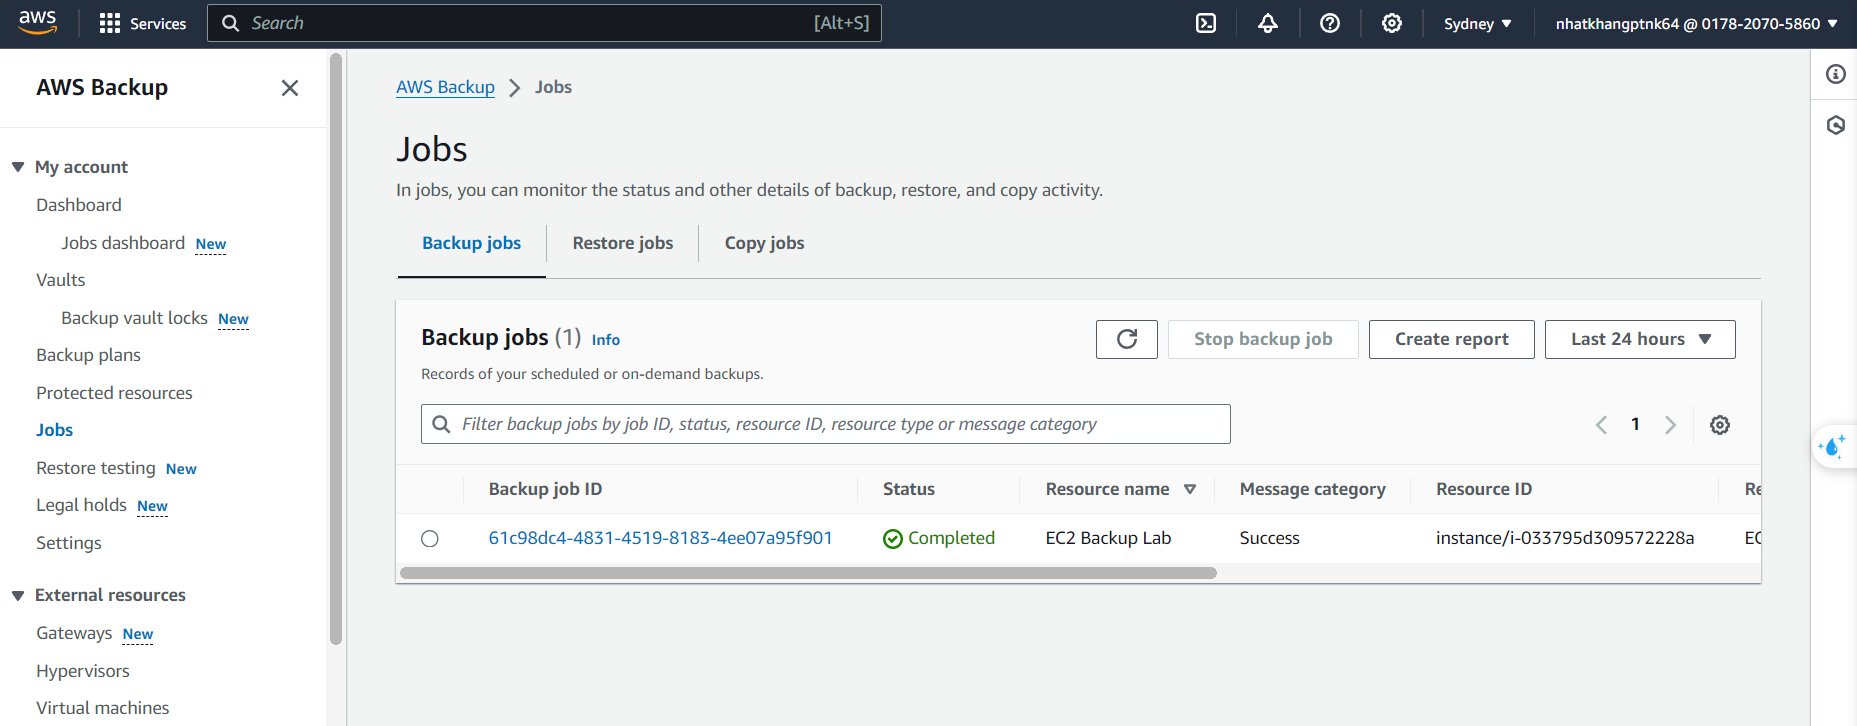 aws Services Search [Alt+S] Sydney nhatkhangptnk64 @ 0178-2070-5860
AWS Backup
My account
Dashboard
Jobs dashboard New
Vaults
Backup vault locks New
Backup plans
Protected resources
Jobs
Restore testing New
Legal holds New
Settings
External resources
Gateways New
Hypervisors
Virtual machines
AWS Backup Jobs
Jobs
In jobs, you can monitor the status and other details of backup, restore, and copy activity.
Backup jobs Restore jobs Copy jobs
Backup jobs (1) Info
Records of your scheduled or on-demand backups.
Stop backup job Create report Last 24 hours
Filter backup jobs by job ID, status, resource ID, resource type or message category
1
Backup job ID Status Resource name Message category Resource ID
61c98dc4-4831-4519-8183-4ee07a95f901 Completed EC2 Backup Lab Success instance/i-033795d309572228a